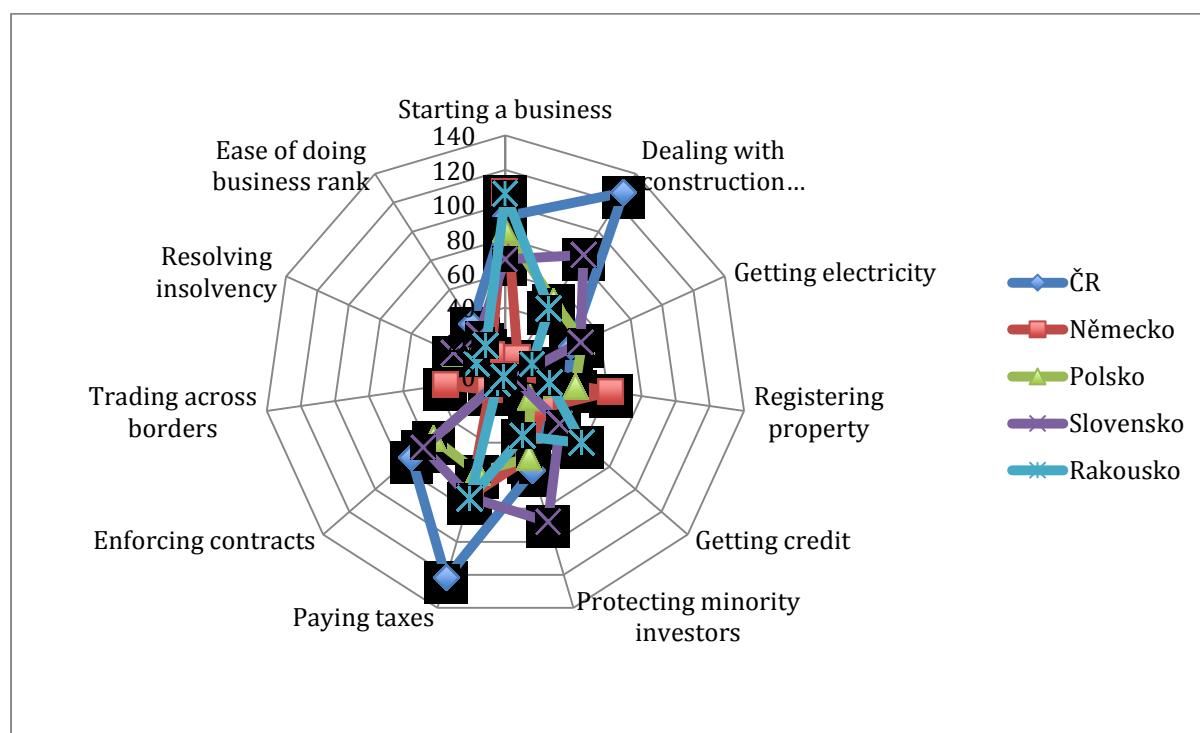 Starting a business
140
120
100
80
60
40
0
Dealing with
construction…
Getting electricity
Registering
property
Getting credit
Protecting minority
investors
Paying taxes
Enforcing contracts
Trading across
borders
Resolving
insolvency
Ease of doing
business rank
ČR
Německo
Polsko
Slovensko
Rakousko